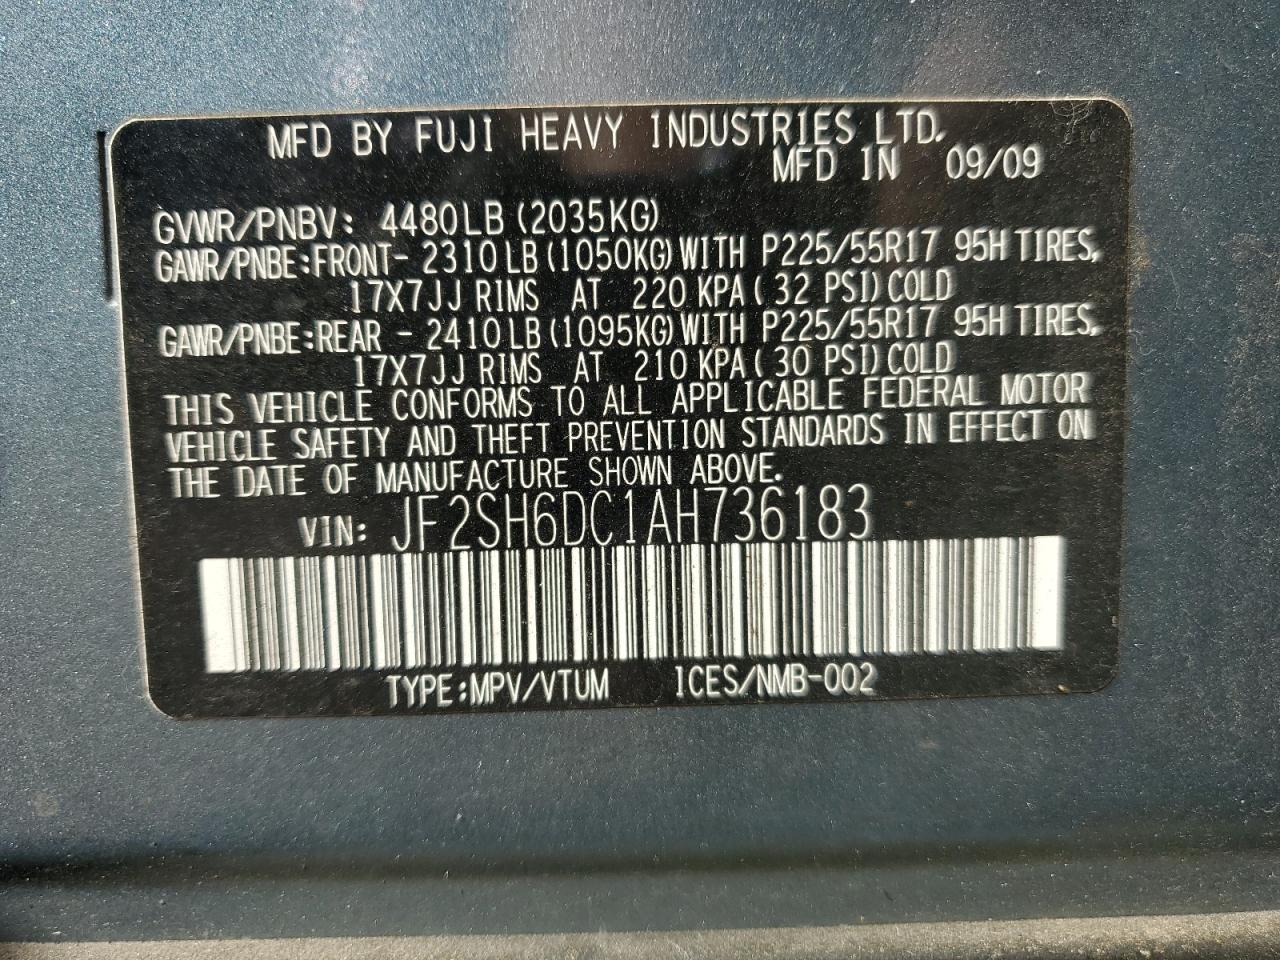 MFD BY FUJI HEAVY INDUSTRIES LTD.
MFD IN 09/09
GVWR/PNBV: 4480LB(2035KG)
GAWR/PNBE:FRONT- 2310LB(1050KG)WITH P225/55R17 95H TIRES,
17X7JJ RIMS AT 220 KPA( 32 PSI)COLD
GAWR/PNBE:REAR - 2410LB(1095KG)WITH P225/55R17 95H TIRES,
17X7JJ RIMS AT 210 KPA( 30 PSI)COLD
THIS VEHICLE CONFORMS TO ALL APPLICABLE FEDERAL MOTOR
VEHICLE SAFETY AND THEFT PREVENTION STANDARDS IN EFFECT ON
THE DATE OF MANUFACTURE SHOWN ABOVE.
VIN: JF2SH6DC1AH736183
TYPE:MPV/VTUM ICES/NMB-002